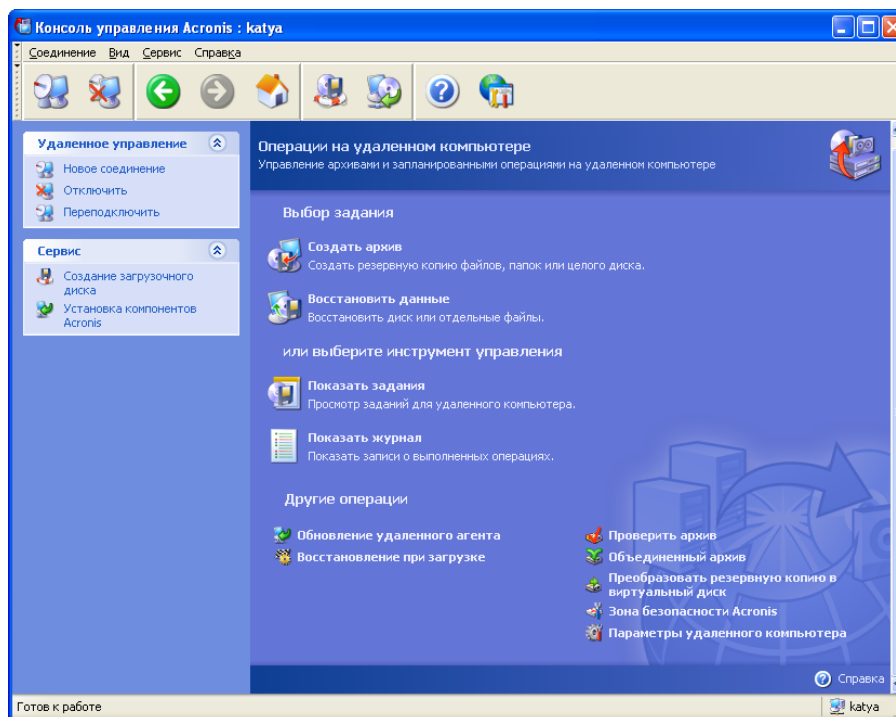 Консоль управления Acronis : katya
Соединение Вид Сервис Справка
Удаленное управление
Новое соединение
Отключить
Переподключить
Сервис
Создание загрузочного
диска
Установка компонентов
Acronis
Операции на удаленном компьютере
Управление архивами и запланированными операциями на удаленном компьютере
Выбор задания
Создать архив
Создать резервную копию файлов, папок или целого диска.
Восстановить данные
Восстановить диск или отдельные файлы.
или выберите инструмент управления
Показать задания
Просмотр заданий для удаленного компьютера.
Показать журнал
Показать записи о выполненных операциях.
Другие операции
Обновление удаленного агента
Восстановление при загрузке
Проверить архив
Объединенный архив
Преобразовать резервную копию в
виртуальный диск
Зона безопасности Acronis
Параметры удаленного компьютера
Справка
Готов к работе
katya